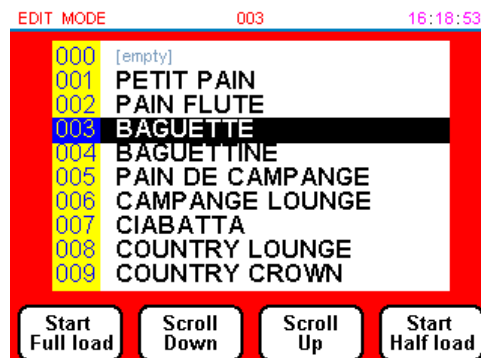 EDIT MODE 003 16:18:53
000 [empty]
001 PETIT PAIN
002 PAIN FLUTE
003 BAGUETTE
004 BAGUETTINE
005 PAIN DE CAMPANGE
006 CAMPANGE LOUNGE
007 CIABATTA
008 COUNTRY LOUNGE
009 COUNTRY CROWN
Start Full load
Scroll Down
Scroll Up
Start Half load